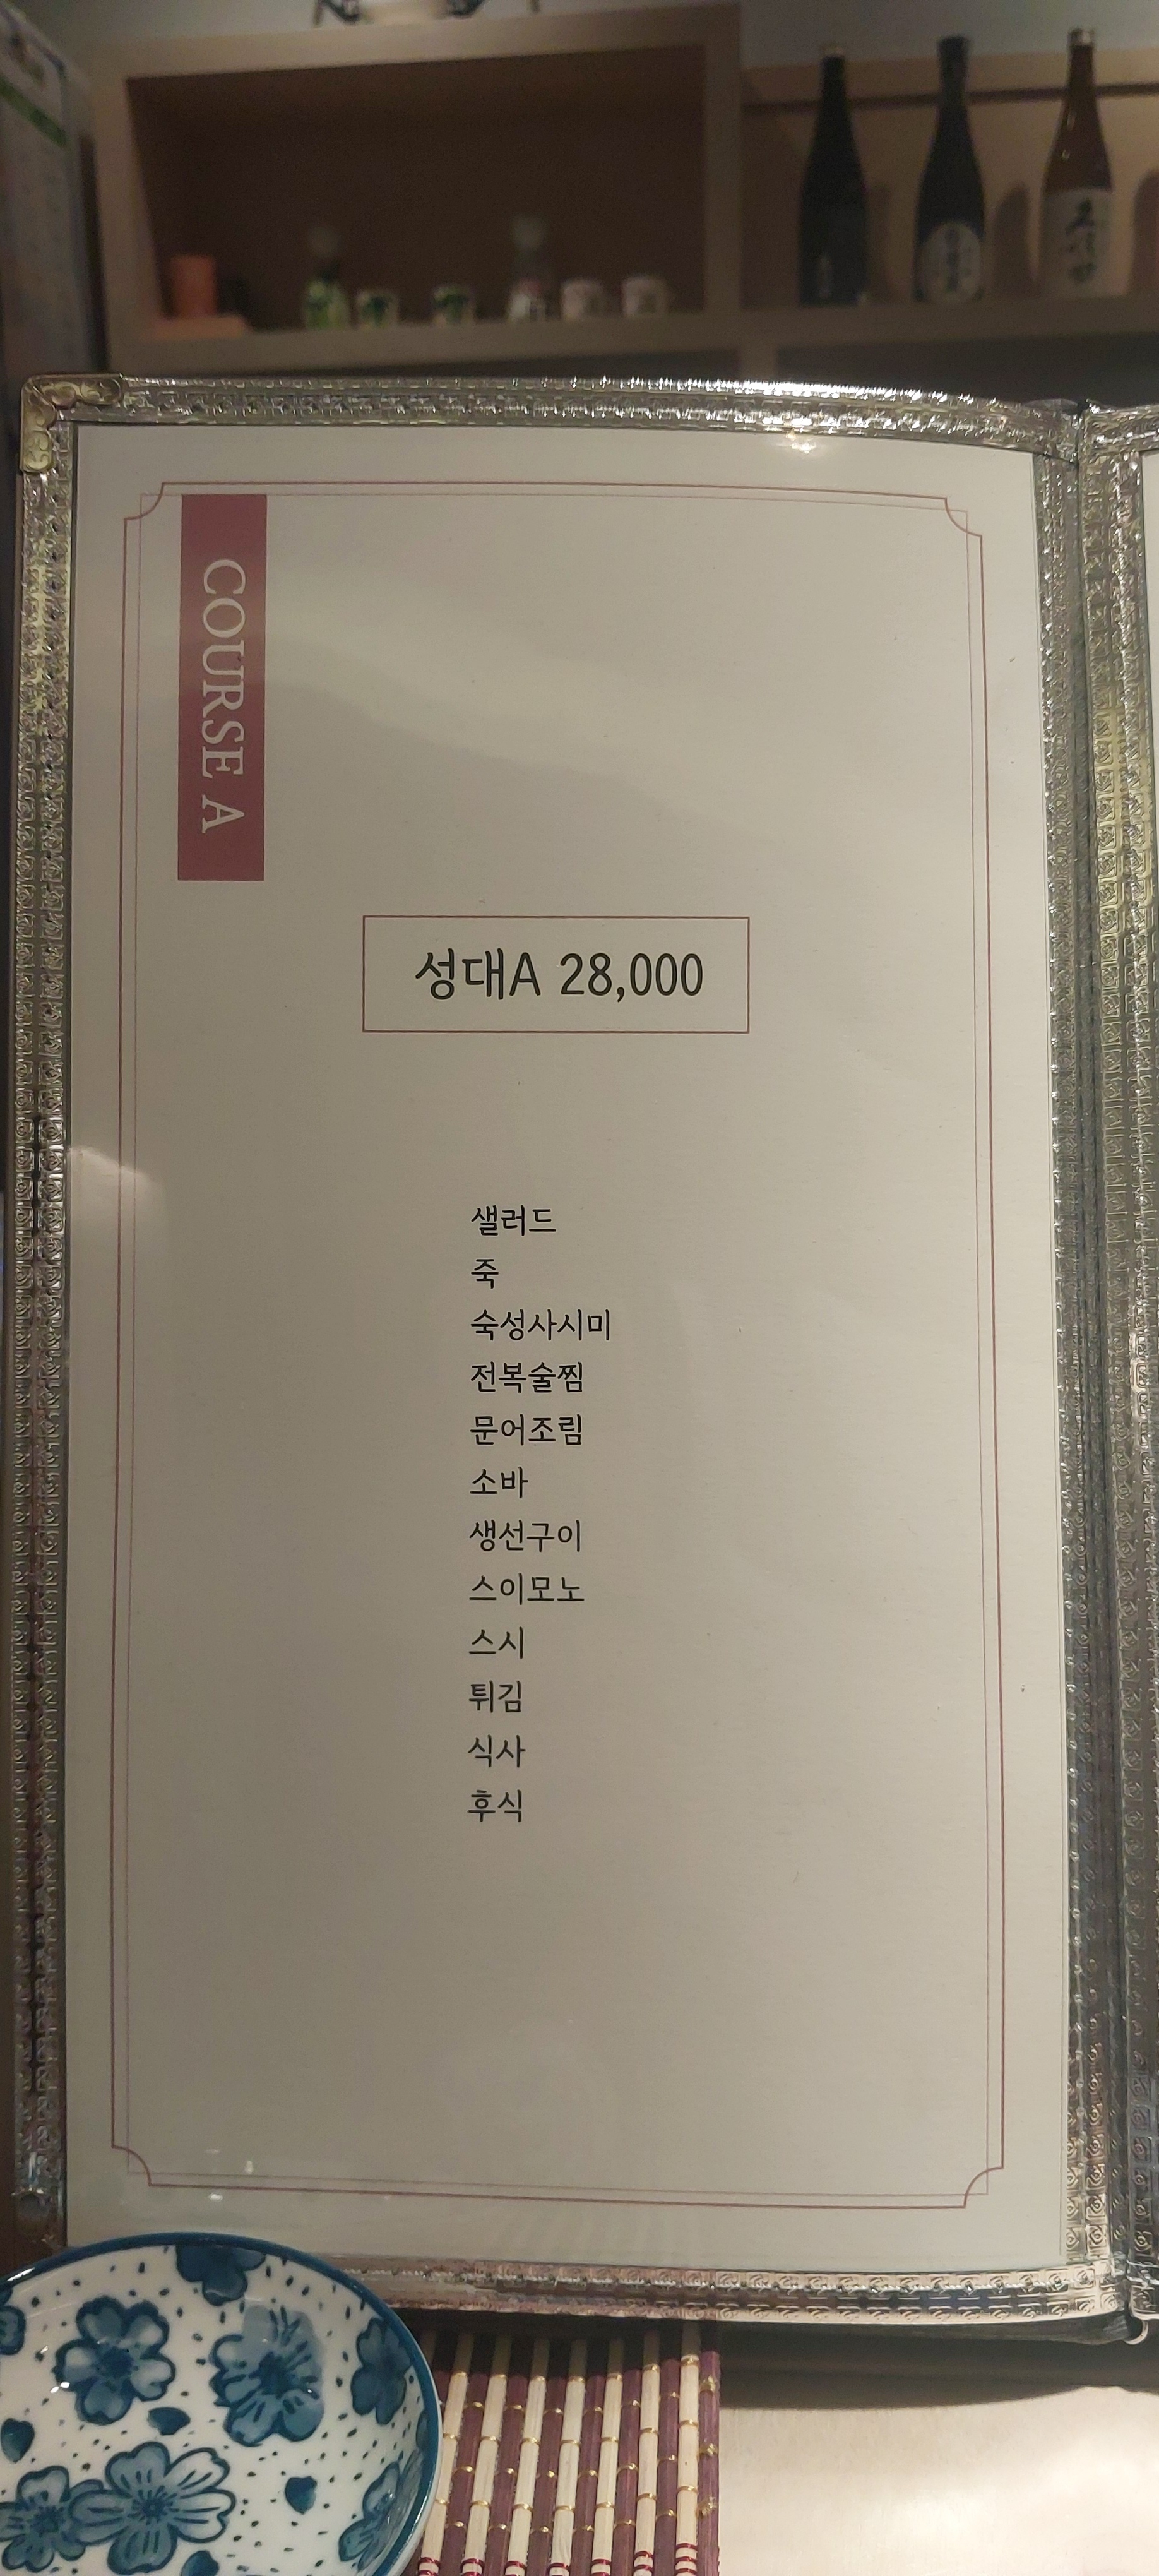 COURSE A
성대A 28,000
샐러드
죽
숙성사시미
전복술찜
문어조림
소바
생선구이
스이모노
스시
튀김
식사
후식